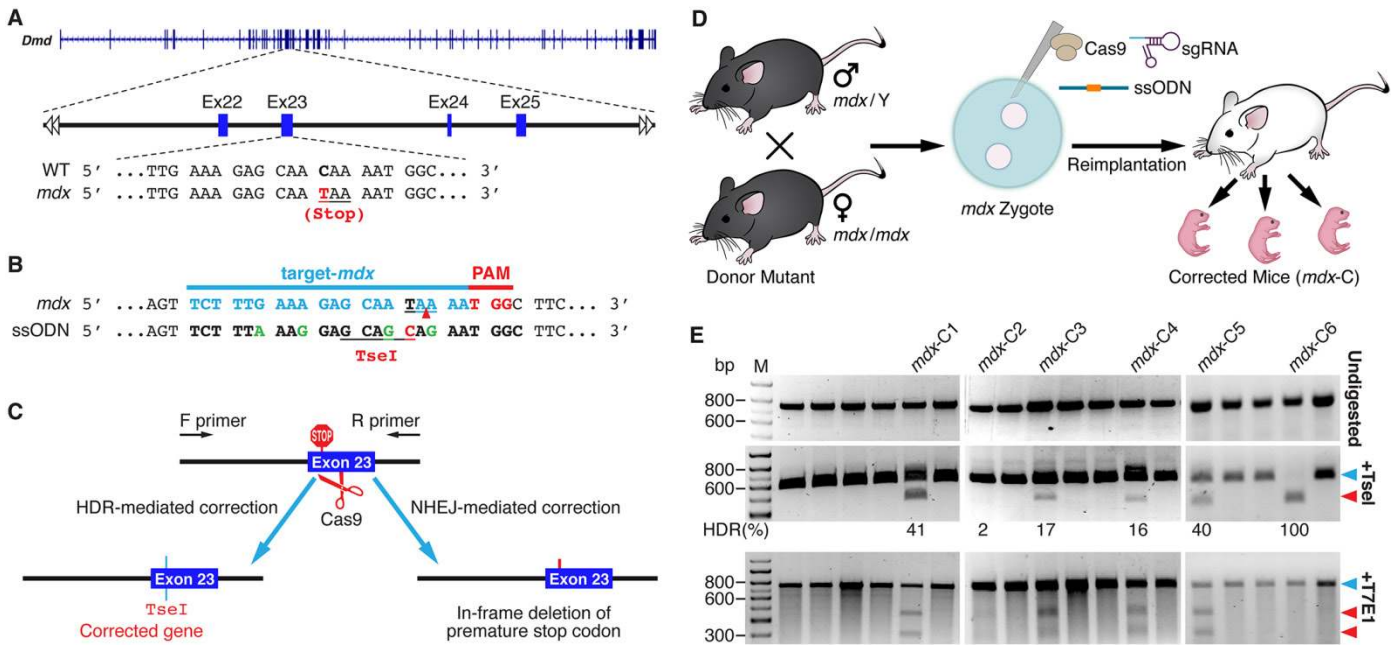 A
Dmd
Ex22 Ex23 Ex24 Ex25
WT 5′ ...TTG AAA GAG CAA CAA AAT GGC... 3′
mdx 5′ ...TTG AAA GAG CAA TAA AAT GGC... 3′
(Stop)
B
target-mdx PAM
mdx 5′ ...AGT TCT TTG AAA GAG CAA TAA AAT GGC TTC... 3′
ssODN 5′ ...AGT TCT TTA AAG GAG CAG CAG AAT GGC TTC... 3′
TseI
C
F primer R primer
STOP
Exon 23
HDR-mediated correction Cas9 NHEJ-mediated correction
Exon 23 Exon 23
TseI
Corrected gene
In-frame deletion of
premature stop codon
D
♂
mdx/Y
♀
mdx/mdx
Donor Mutant
Cas9 sgRNA
ssODN
mdx Zygote
Reimplantation
Corrected Mice (mdx-C)
E
bp M mdx-C1 mdx-C2 mdx-C3 mdx-C4 mdx-C5 mdx-C6
800
600
Undigested
800
600
+TseI
HDR(%) 41 2 17 16 40 100
800
600
300
+T7E1